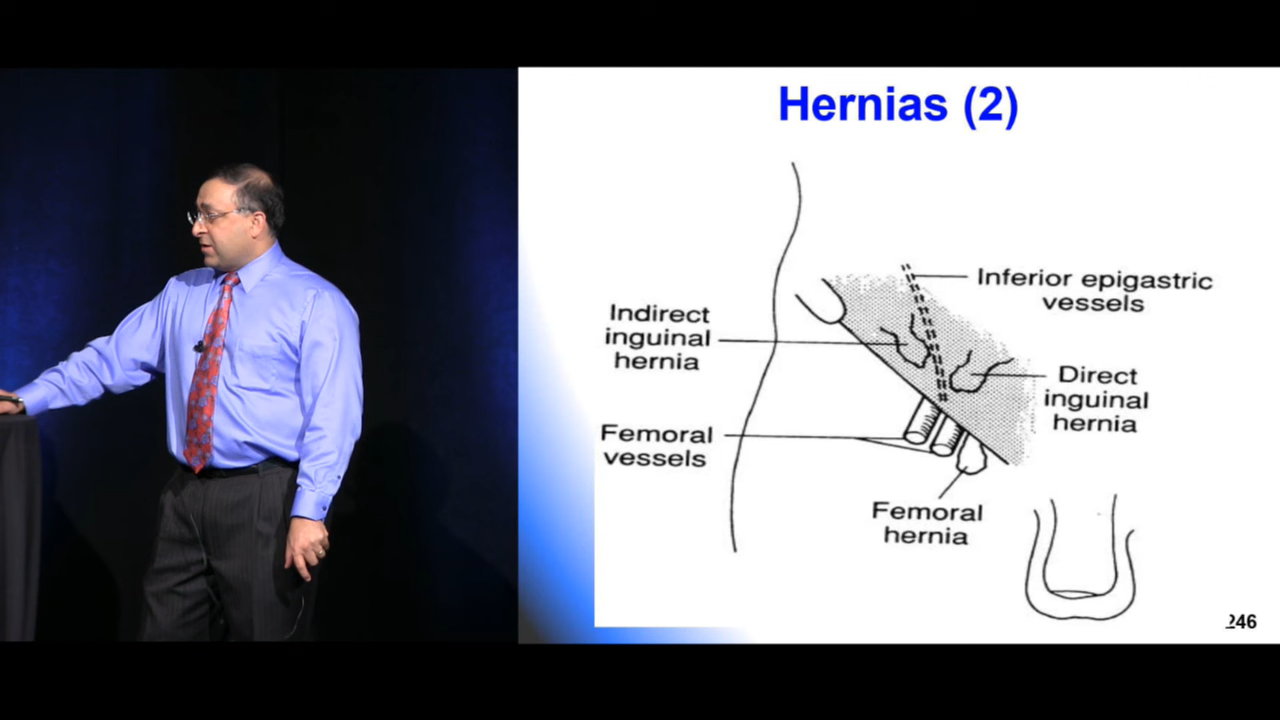 Hernias (2)
Inferior epigastric
vessels
Indirect
inguinal
hernia
Direct
inguinal
hernia
Femoral
vessels
Femoral
hernia
246